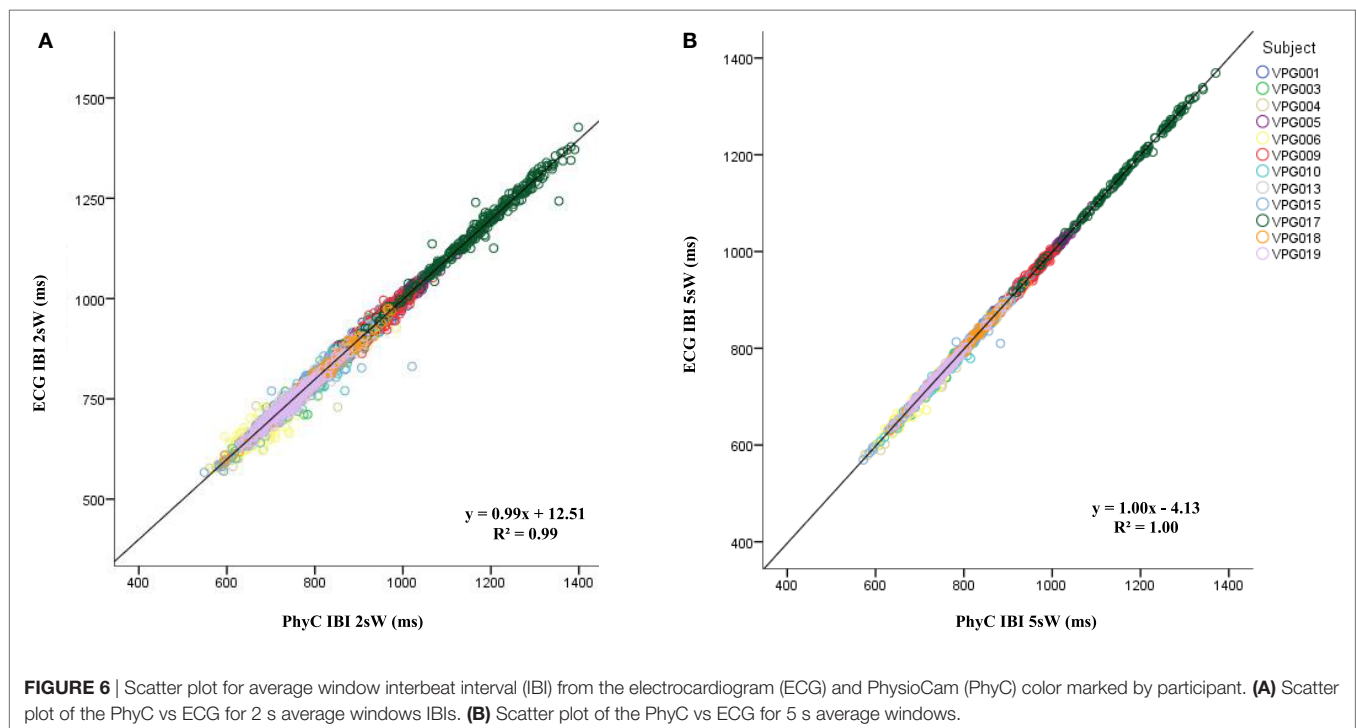 A
ECG IBI 2sW (ms)
1500
1250
1000
750
500
y = 0.99x + 12.51
R² = 0.99
400 600 800 1000 1200 1400
PhyC IBI 2sW (ms)
B
ECG IBI 5sW (ms)
1400
1200
1000
800
600
400
y = 1.00x - 4.13
R² = 1.00
400 600 800 1000 1200 1400
PhyC IBI 5sW (ms)
Subject
VPG001
VPG003
VPG004
VPG005
VPG006
VPG009
VPG010
VPG013
VPG015
VPG017
VPG018
VPG019
FIGURE 6 | Scatter plot for average window interbeat interval (IBI) from the electrocardiogram (ECG) and PhysioCam (PhyC) color marked by participant. (A) Scatter
plot of the PhyC vs ECG for 2 s average windows IBIs. (B) Scatter plot of the PhyC vs ECG for 5 s average windows.